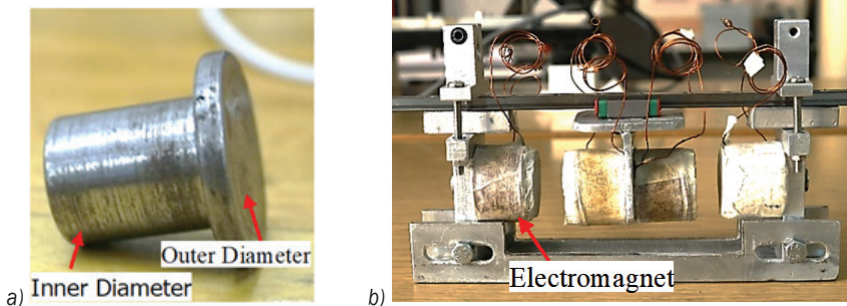 Outer Diameter
a) Inner Diameter
b)
Electromagnet